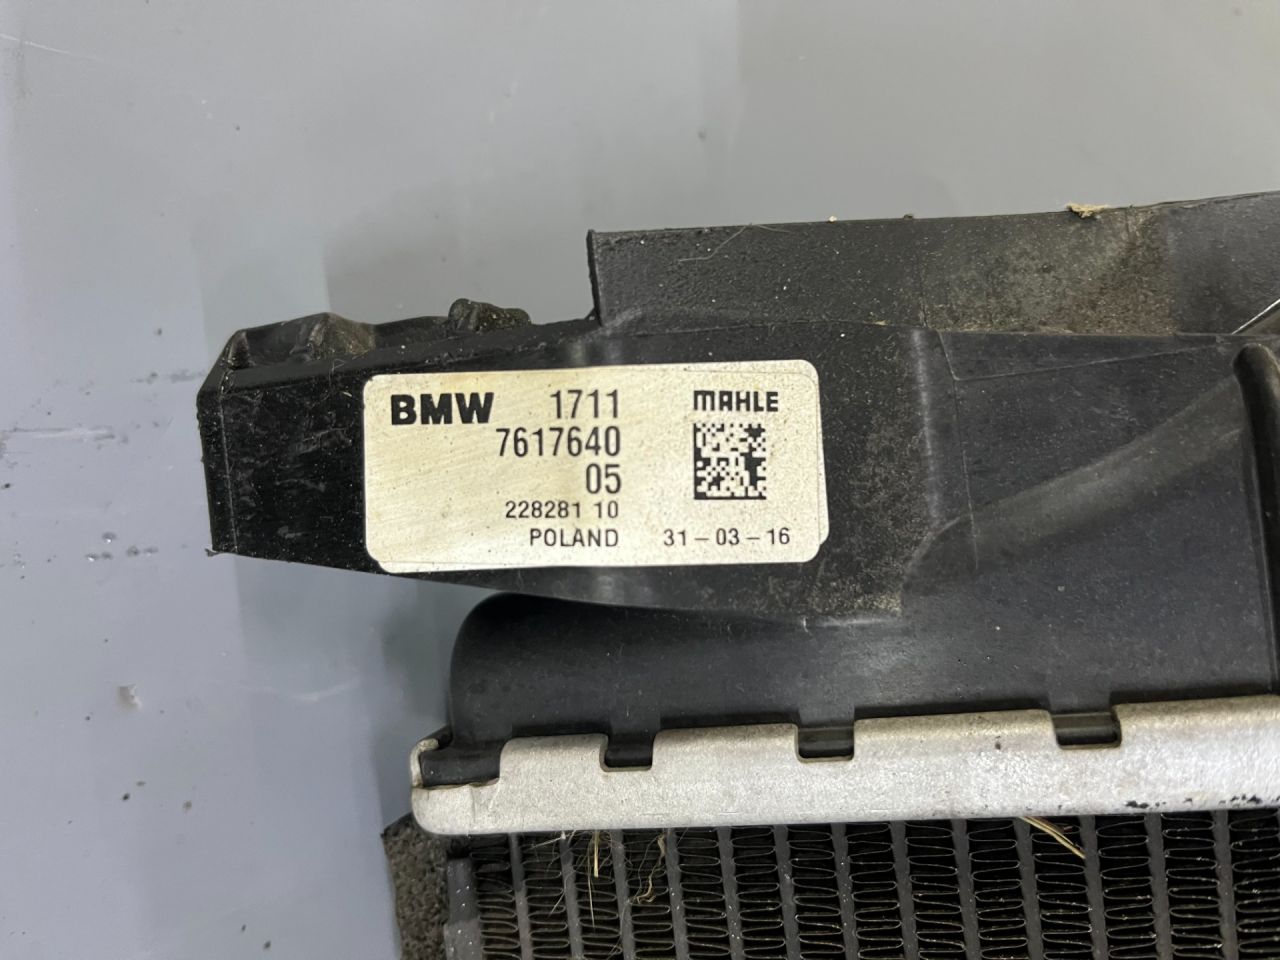 BMW 1711 MAHLE
7617640
05
228281 10
POLAND 31-03-16